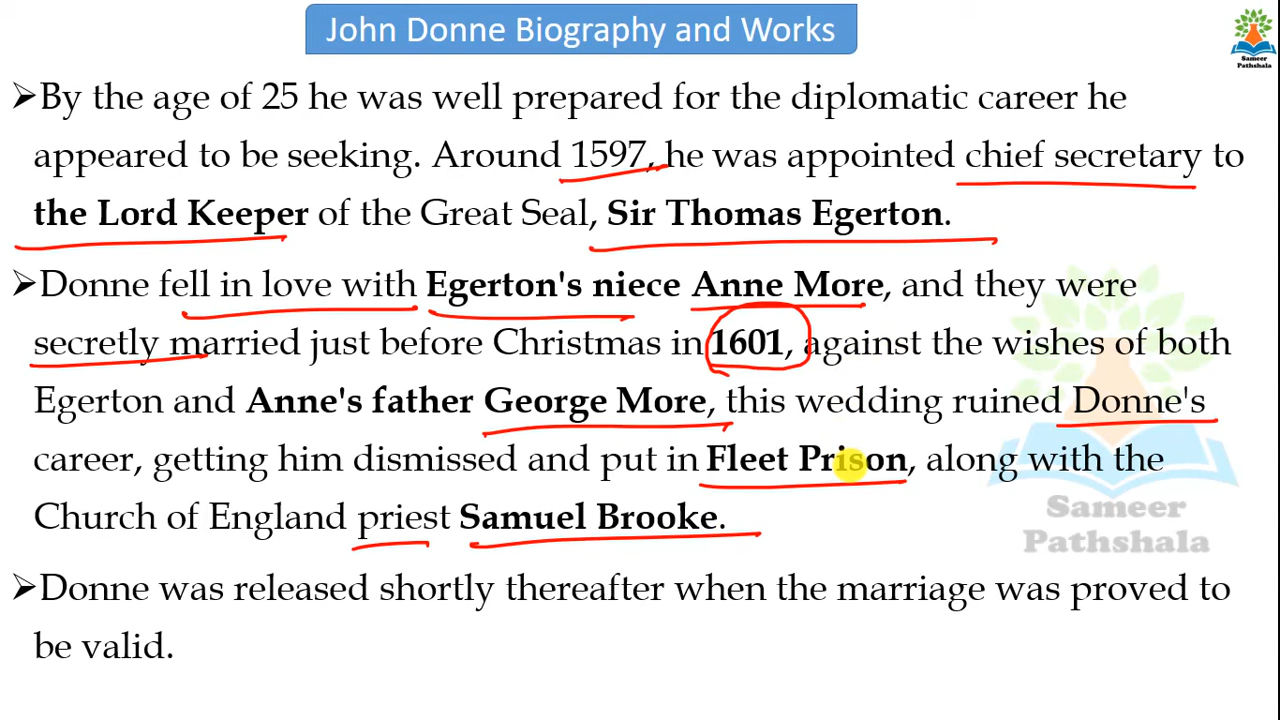 John Donne Biography and Works
Sameer
Pathshala
➤By the age of 25 he was well prepared for the diplomatic career he
appeared to be seeking. Around 1597, he was appointed chief secretary to
the Lord Keeper of the Great Seal, Sir Thomas Egerton.
➤Donne fell in love with Egerton's niece Anne More, and they were
secretly married just before Christmas in 1601, against the wishes of both
Egerton and Anne's father George More, this wedding ruined Donne's
career, getting him dismissed and put in Fleet Prison, along with the
Church of England priest Samuel Brooke.
Sameer
Pathshala
➤Donne was released shortly thereafter when the marriage was proved to
be valid.